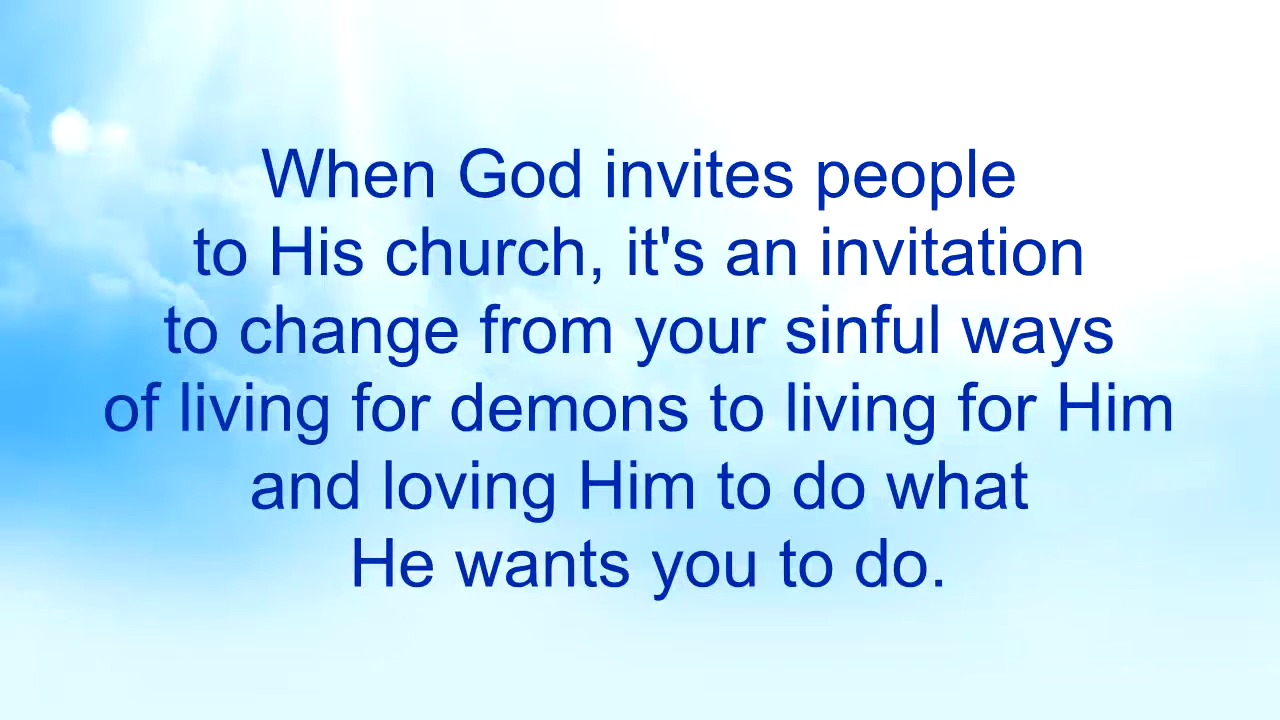 When God invites people
to His church, it's an invitation
to change from your sinful ways
of living for demons to living for Him
and loving Him to do what
He wants you to do.